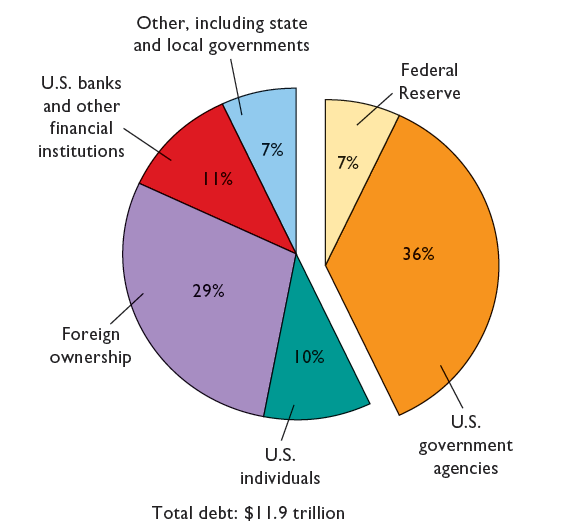 Other, including state
and local governments
Federal
Reserve
U.S. banks
and other
financial
institutions
7%
7%
11%
36%
29%
Foreign
ownership
10%
U.S.
individuals
U.S.
government
agencies
Total debt: $11.9 trillion